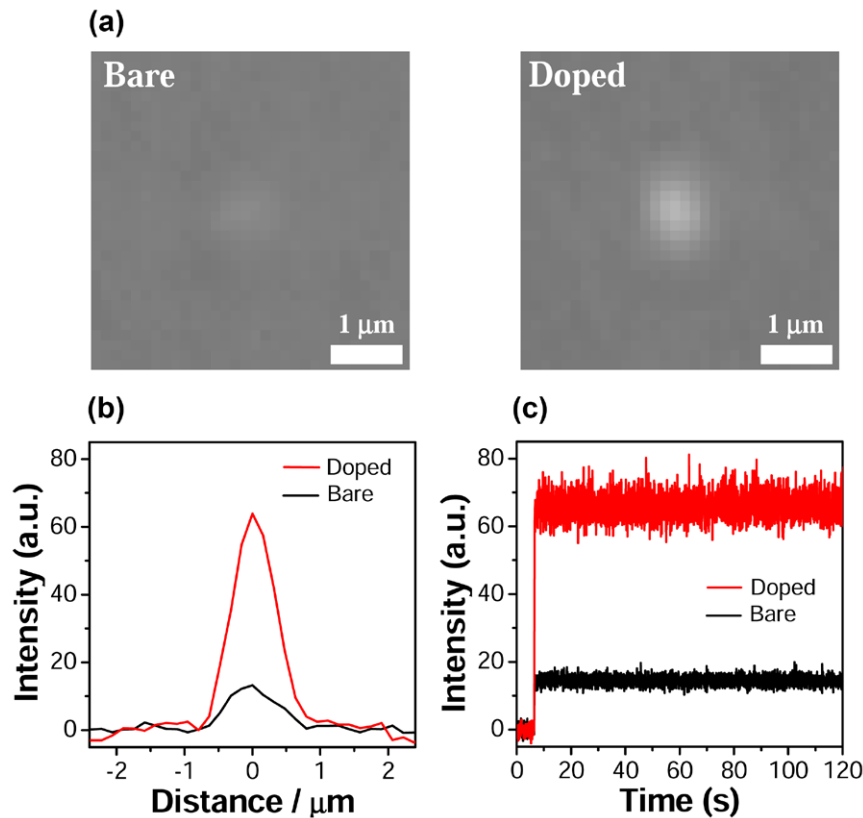 (a)
Bare
1 μm
Doped
1 μm
(b)
Intensity (a.u.)
80
60
40
20
0
Doped
Bare
-2 -1 0 1 2
Distance / μm
(c)
Intensity (a.u.)
80
60
40
20
0
Doped
Bare
0 20 40 60 80 100 120
Time (s)